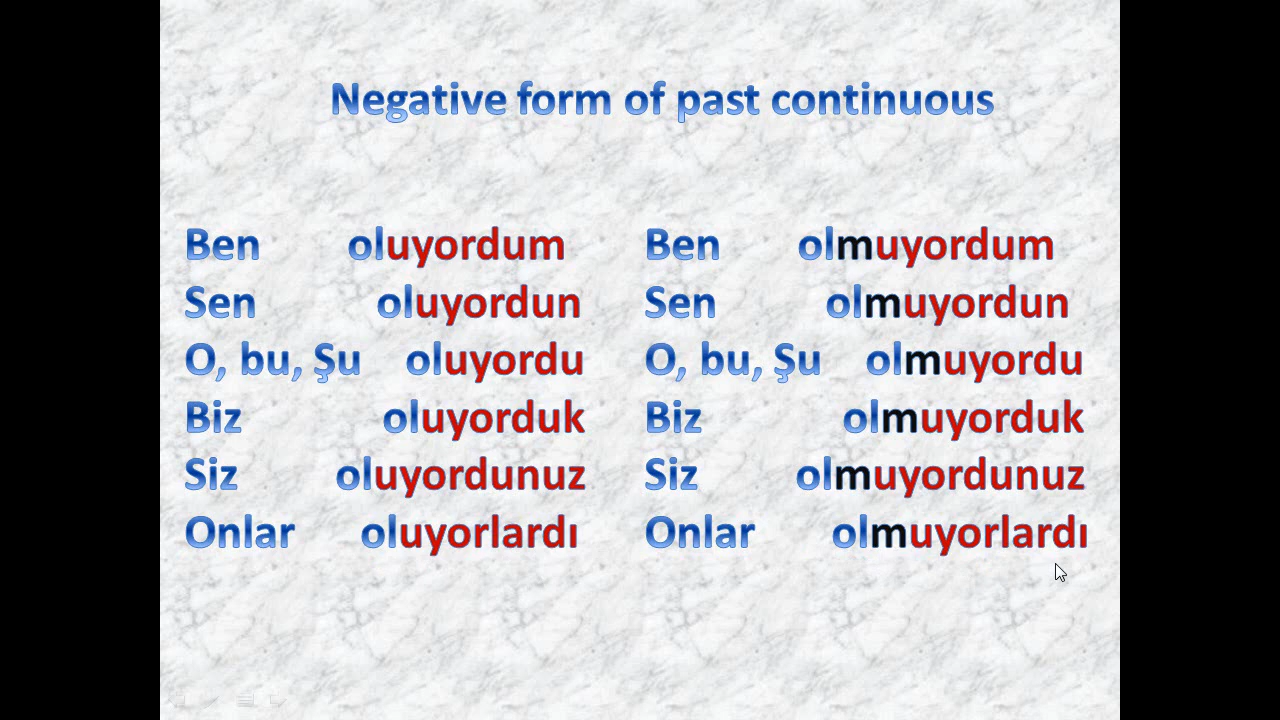 Negative form of past continuous
Ben oluyordum Ben olmuyordum
Sen oluyordun Sen olmuyordun
O, bu, Şu oluyordu O, bu, Şu olmuyordu
Biz oluyorduk Biz olmuyorduk
Siz oluyordunuz Siz olmuyordunuz
Onlar oluyorlardı Onlar olmuyorlardı